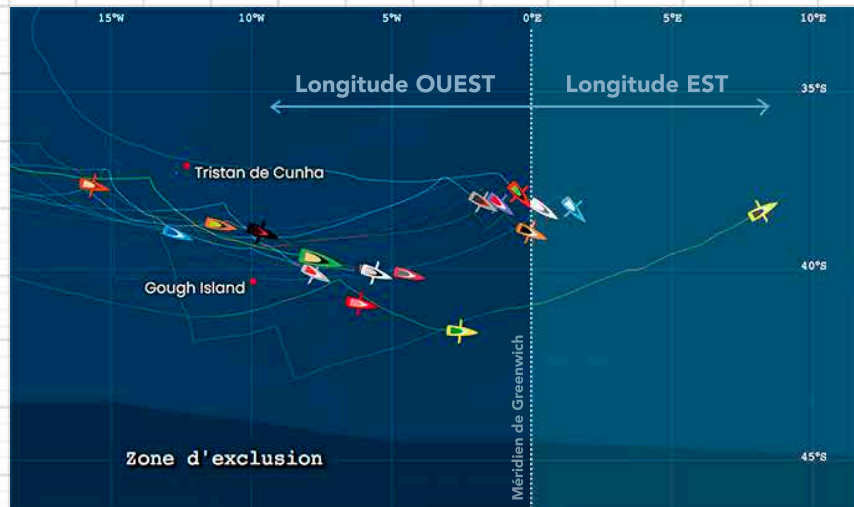 15°W 10°W 5°W 0°E 5°E 10°E
Longitude OUEST Longitude EST
35°S
Tristan de Cunha
40°S
Gough Island
Méridien de Greenwich
Zone d'exclusion
45°S